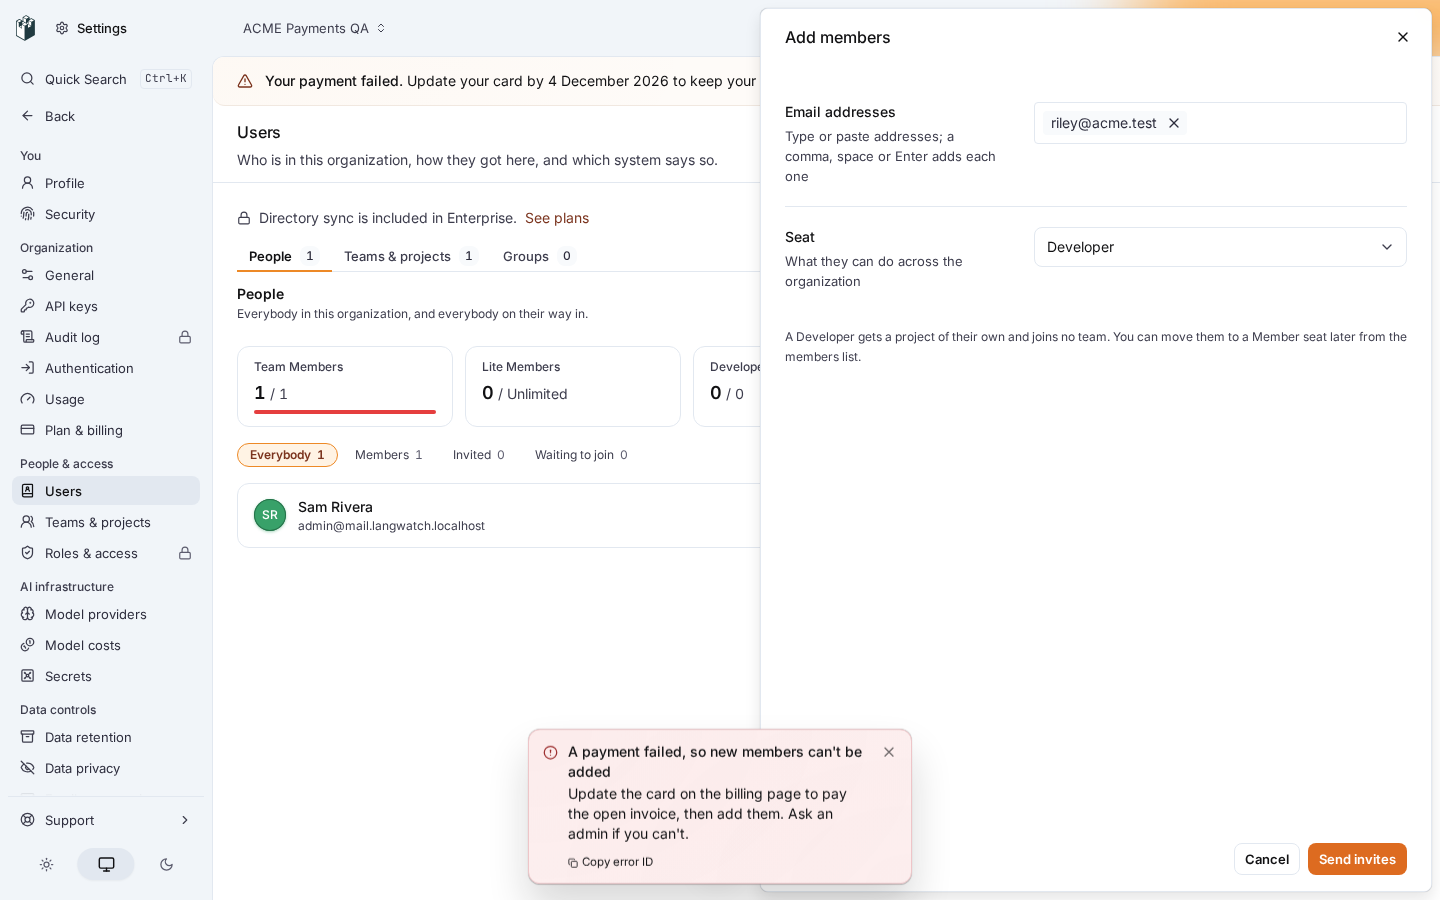 Settings
ACME Payments QA
Quick Search
Ctrl+K
Back
You
Profile
Security
Organization
General
API keys
Audit log
Authentication
Usage
Plan & billing
People & access
Users
Teams & projects
Roles & access
AI infrastructure
Model providers
Model costs
Secrets
Data controls
Data retention
Data privacy
Support
Your payment failed. Update your card by 4 December 2026 to keep your
Users
Who is in this organization, how they got here, and which system says so.
Directory sync is included in Enterprise. See plans
People 1 Teams & projects 1 Groups 0
People
Everybody in this organization, and everybody on their way in.
Team Members
1 / 1
Lite Members
0 / Unlimited
Develope
0 / 0
Everybody 1 Members 1 Invited 0 Waiting to join 0
SR
Sam Rivera
admin@mail.langwatch.localhost
Add members
Email addresses
Type or paste addresses; a
comma, space or Enter adds each
one
riley@acme.test
Seat
What they can do across the
organization
Developer
A Developer gets a project of their own and joins no team. You can move them to a Member seat later from the
members list.
A payment failed, so new members can't be
added
Update the card on the billing page to pay
the open invoice, then add them. Ask an
admin if you can't.
Copy error ID
Cancel
Send invites